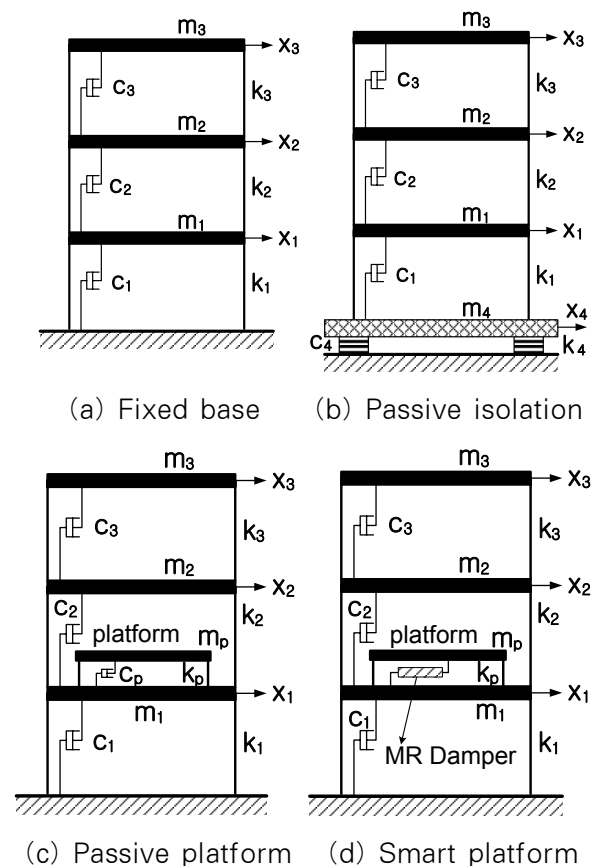 m₃
x₃
c₃
k₃
m₂
x₂
c₂
k₂
m₁
x₁
c₁
k₁
(a) Fixed base
m₃
x₃
c₃
k₃
m₂
x₂
c₂
k₂
m₁
x₁
c₁
k₁
m₄
x₄
c₄
k₄
(b) Passive isolation
m₃
x₃
c₃
k₃
m₂
x₂
c₂
k₂
platform
mₚ
cₚ
kₚ
x₁
m₁
c₁
k₁
(c) Passive platform
m₃
x₃
c₃
k₃
m₂
x₂
c₂
k₂
platform
mₚ
kₚ
x₁
c₁
m₁
k₁
MR Damper
(d) Smart platform